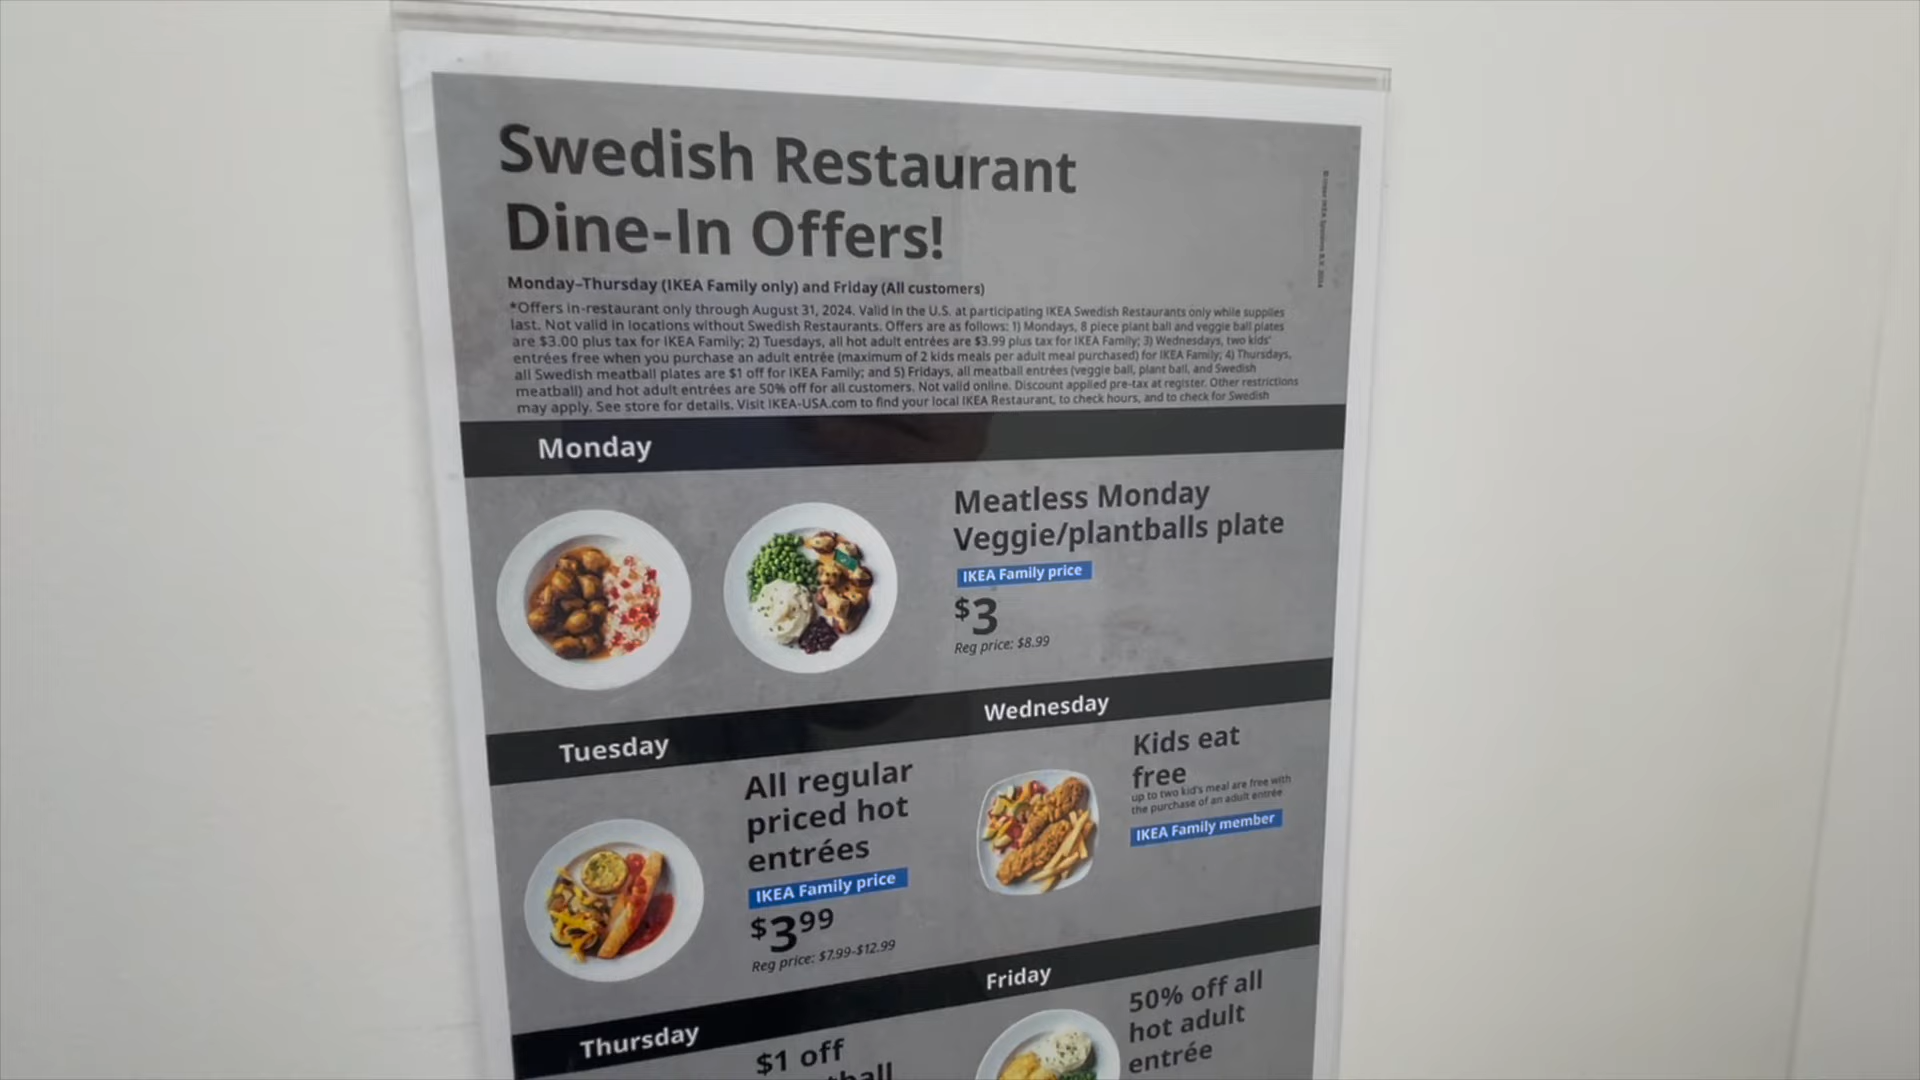 Swedish Restaurant
Dine-In Offers!
Monday–Thursday (IKEA Family only) and Friday (All customers)
*Offers in-restaurant only through August 31, 2024. Valid in the U.S. at participating IKEA Swedish Restaurants only while supplies
last. Not valid in locations without Swedish Restaurants. Offers are as follows: 1) Mondays, 8 piece plant ball and veggie ball plates
are $3.00 plus tax for IKEA Family; 2) Tuesdays, all hot adult entrées are $3.99 plus tax for IKEA Family; 3) Wednesdays, two kids'
entrées free when you purchase an adult entrée (maximum of 2 kids meals per adult meal purchased) for IKEA Family; 4) Thursdays,
all Swedish meatball plates are $1 off for IKEA Family; and 5) Fridays, all meatball entrées (veggie ball, plant ball, and Swedish
meatball) and hot adult entrées are 50% off for all customers. Not valid online. Discount applied pre-tax at register. Other restrictions
may apply. See store for details. Visit IKEA-USA.com to find your local IKEA Restaurant, to check hours, and to check for Swedish
Monday
Meatless Monday
Veggie/plantballs plate
IKEA Family price
$3
Reg price: $8.99
Tuesday
All regular
priced hot
entrées
IKEA Family price
$3.99
Reg price: $7.99-$12.99
Wednesday
Kids eat
free
up to two kid's meal are free with
the purchase of an adult entrée
IKEA Family member
Thursday
$1 off
Friday
50% off all
hot adult
entrée